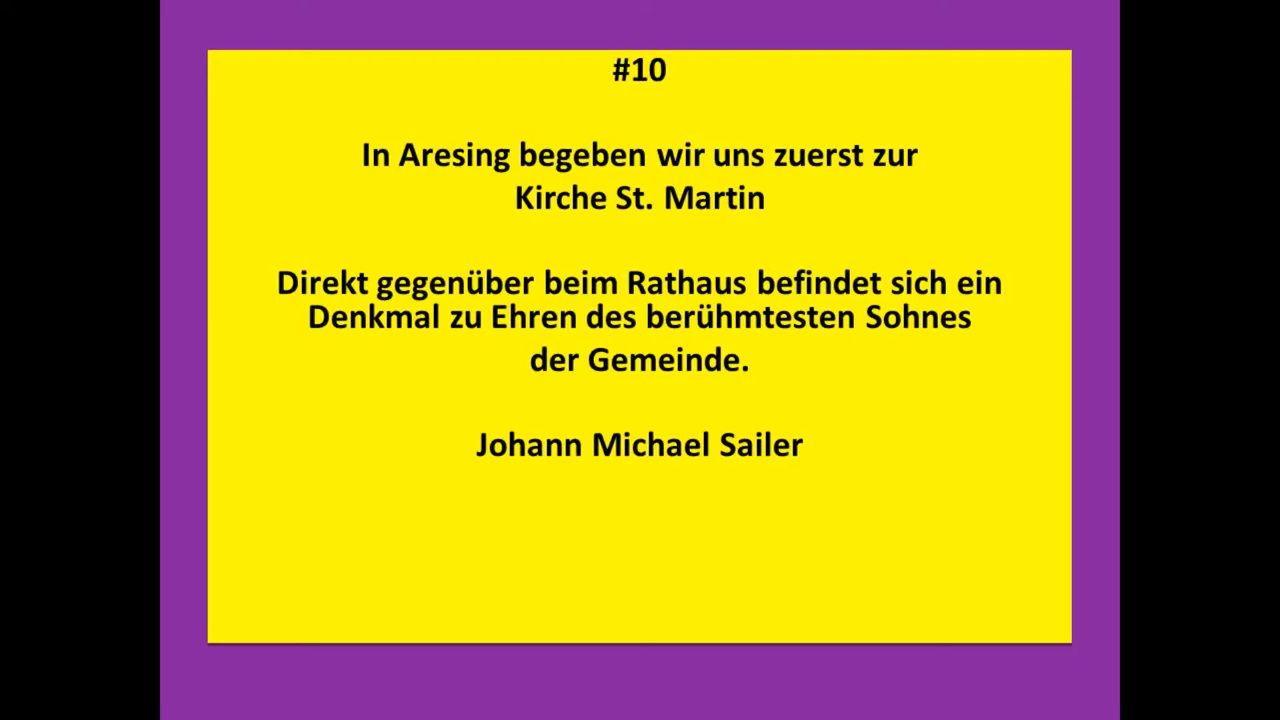 #10
In Aresing begeben wir uns zuerst zur
Kirche St. Martin
Direkt gegenüber beim Rathaus befindet sich ein
Denkmal zu Ehren des berühmtesten Sohnes
der Gemeinde.
Johann Michael Sailer